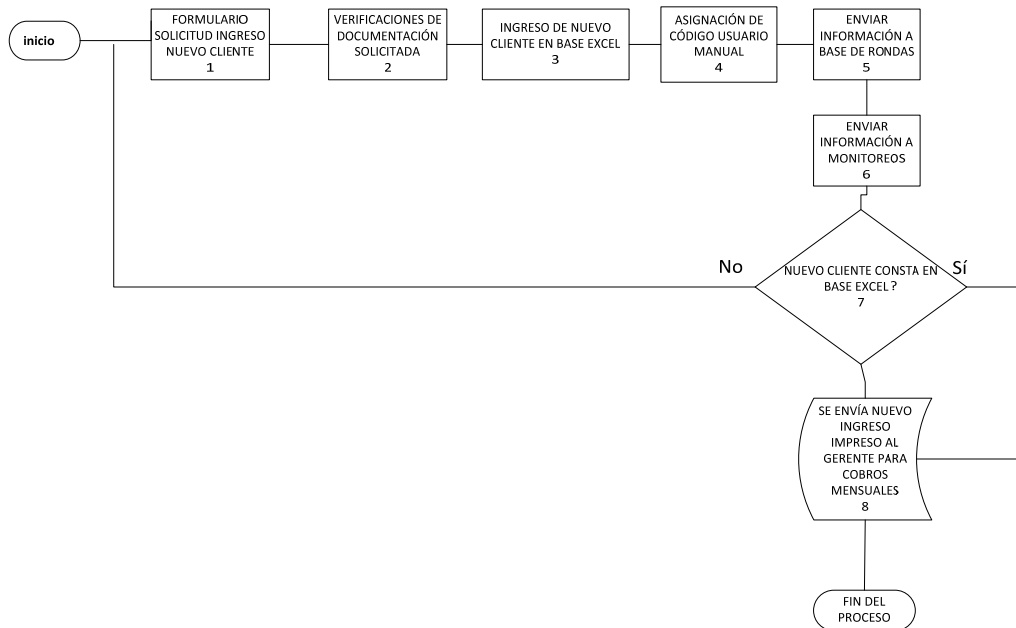 inicio
FORMULARIO
SOLICITUD INGRESO
NUEVO CLIENTE
1
VERIFICACIONES DE
DOCUMENTACIÓN
SOLICITADA
2
INGRESO DE NUEVO
CLIENTE EN BASE EXCEL
3
ASIGNACIÓN DE
CÓDIGO USUARIO
MANUAL
4
ENVIAR
INFORMACIÓN A
BASE DE RONDAS
5
ENVIAR
INFORMACIÓN A
MONITOREOS
6
No
NUEVO CLIENTE CONSTA EN
BASE EXCEL?
7
Sí
SE ENVÍA NUEVO
INGRESO
IMPRESO AL
GERENTE PARA
COBROS
MENSUALES
8
FIN DEL
PROCESO